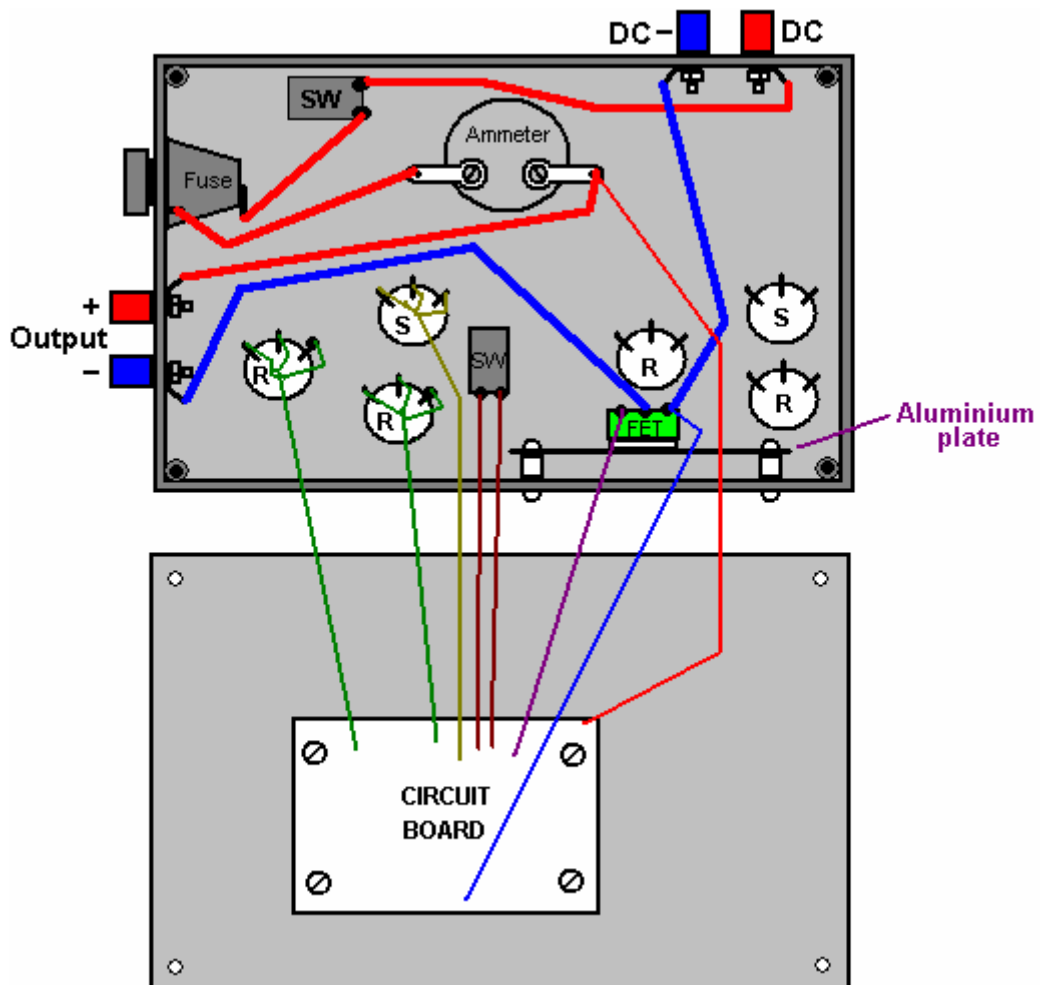 DC- DC
SW
Ammeter
Fuse
+
Output
-
S
S
R
SW
R
R
R
FET
Aluminium
plate
CIRCUIT
BOARD